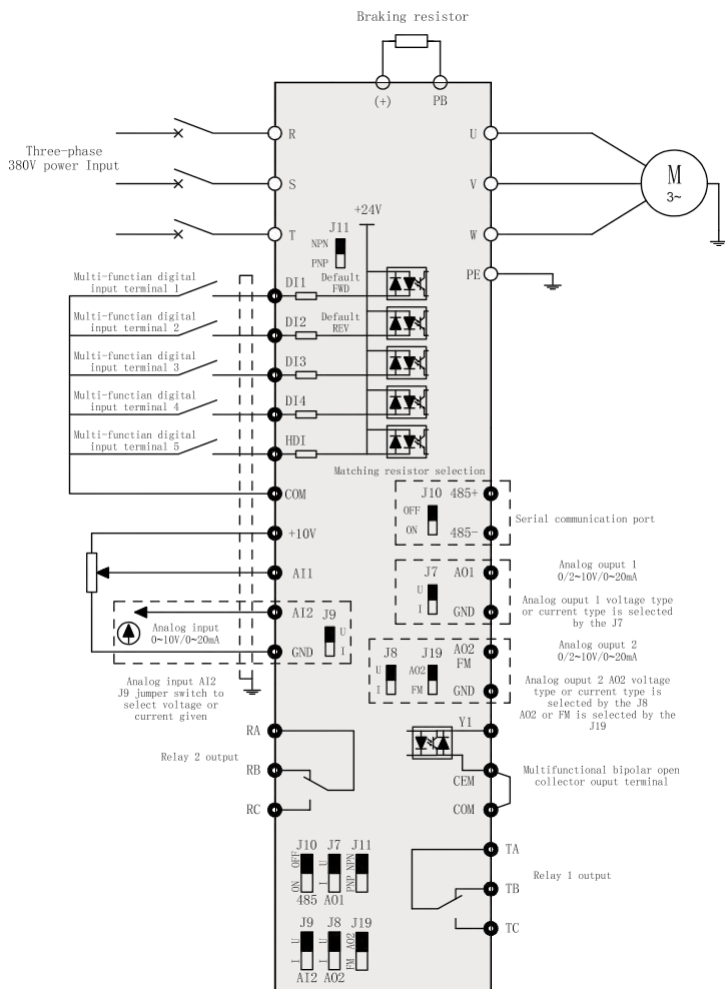 Braking resistor
(+)
PB
R
U
Three-phase
380V power Input
S
V
M
3~
+24V
T
J11
W
NPN
PNP
PE
Multi-functian digital
input terminal 1
DI1
Default
FWD
Multi-functian digital
input terminal 2
DI2
Default
REV
Multi-functian digital
input terminal 3
DI3
Multi-functian digital
input terminal 4
DI4
Multi-functian digital
input terminal 5
HDI
Matching resistor selection
COM
J10
485+
OFF
ON
485-
Serial communication port
+10V
AI1
J7
AO1
U
I
GND
Analog ouput 1
0/2~10V/0~20mA
Analog ouput 1 voltage type
or current type is selected
by the J7
AI2
J9
U
I
Analog input
0~10V/0~20mA
GND
J8
J19
AO2
FM
U
I
AO2
FM
GND
Analog ouput 2
0/2~10V/0~20mA
Analog ouput 2 AO2 voltage
type or current type is
selected by the J8
AO2 or FM is selected by the
J19
Analog input AI2
J9 jumper switch to
select voltage or
current given
RA
Y1
Relay 2 output
RB
CEM
Multifunctional bipolar open
collector ouput terminal
RC
COM
J10
J7
J11
OFF
ON
U
I
NPN
PNP
485
AO1
TA
TB
Relay 1 output
TC
J9
J8
J19
U
I
U
I
AO2
FM
AI2
AO2